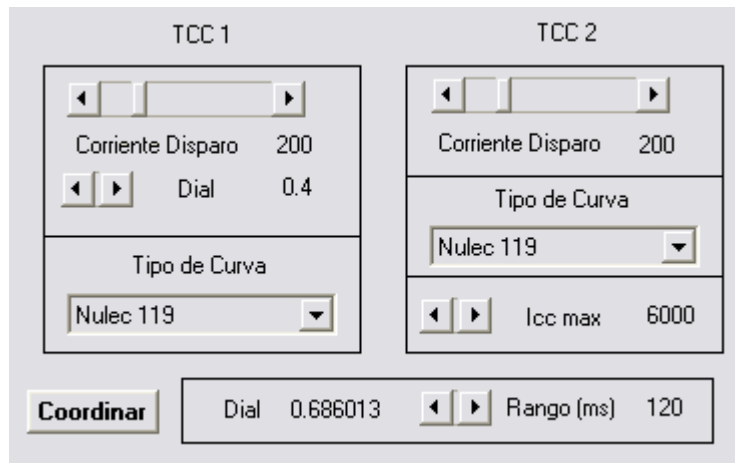 TCC 1
TCC 2
Corriente Disparo 200
Dial 0.4
Tipo de Curva
Nulec 119
Corriente Disparo 200
Tipo de Curva
Nulec 119
Icc max 6000
Coordinar
Dial 0.686013 Rango (ms) 120